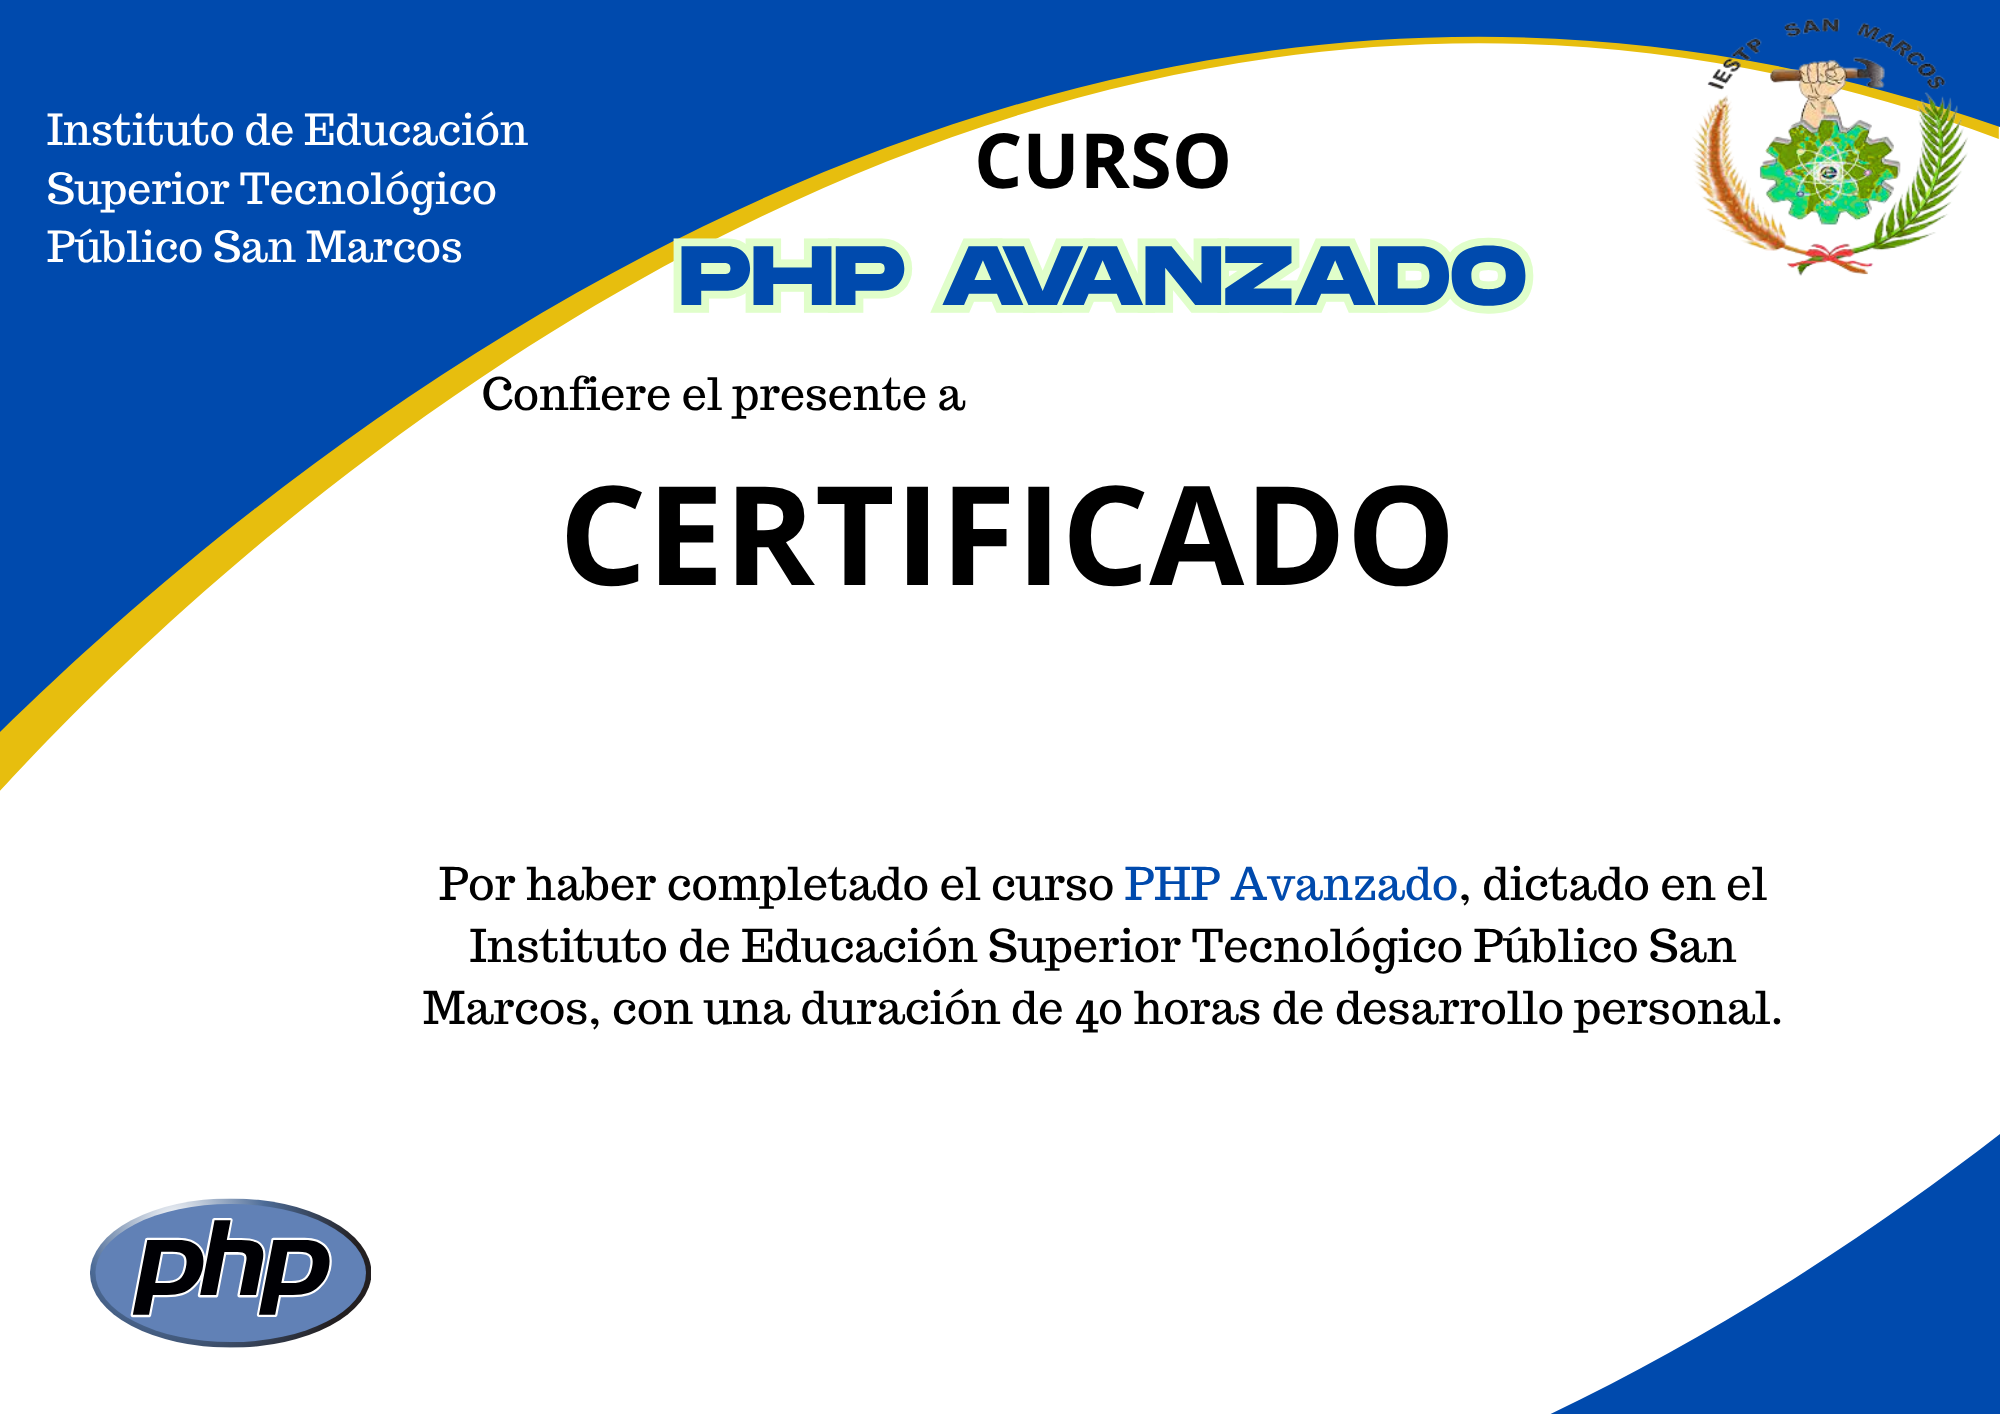 IESTP SAN MARCOS
Instituto de Educación
Superior Tecnológico
Público San Marcos
CURSO
PHP AVANZADO
Confiere el presente a
CERTIFICADO
Por haber completado el curso PHP Avanzado, dictado en el
Instituto de Educación Superior Tecnológico Público San
Marcos, con una duración de 40 horas de desarrollo personal.
php